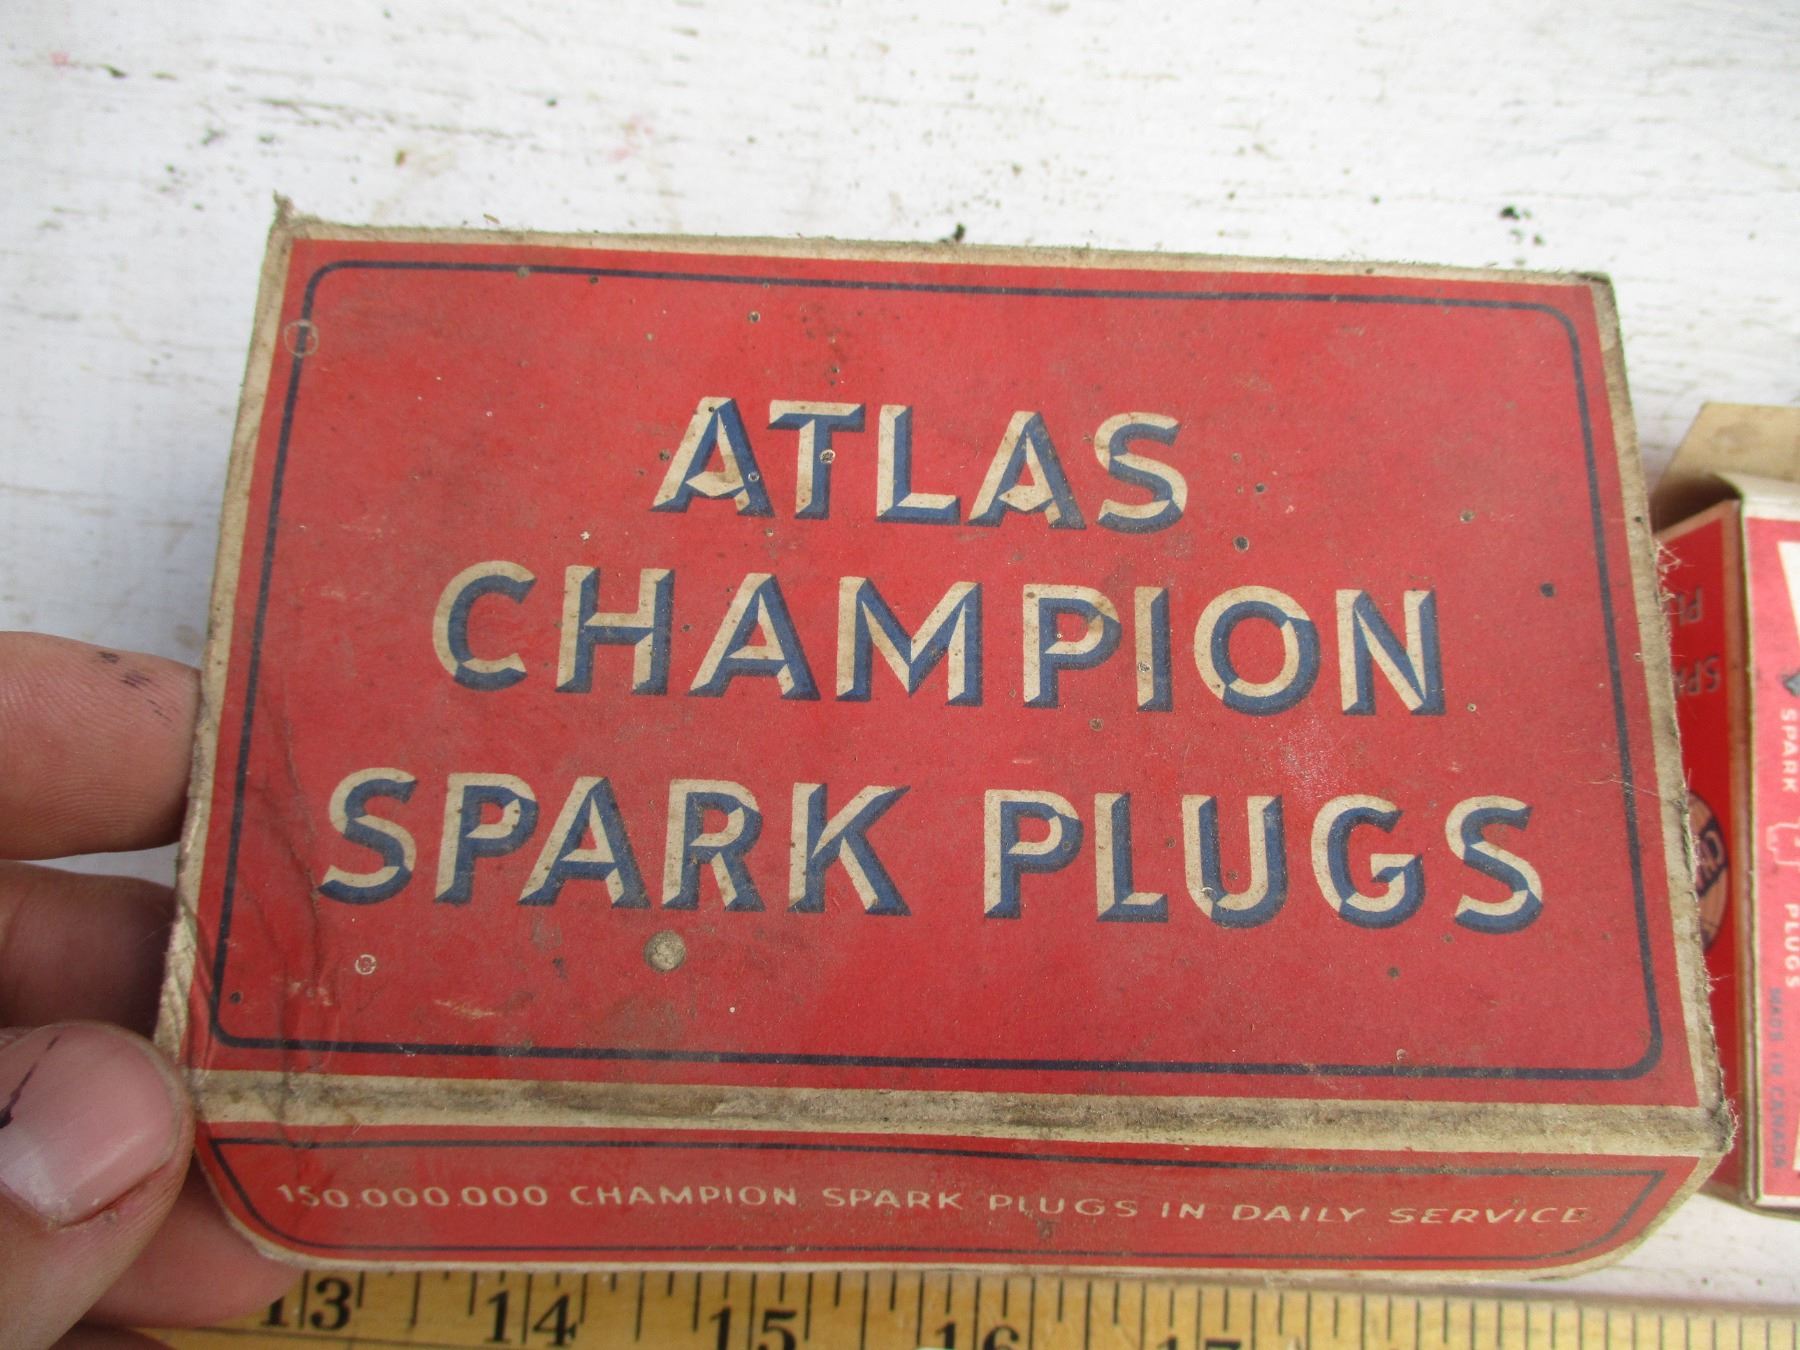 ATLAS
CHAMPION
SPARK PLUGS
150.000.000 CHAMPION SPARK PLUGS IN DAILY SERVICE
SPARK PLUGS
MADE IN CANADA
13 14 15 16 17